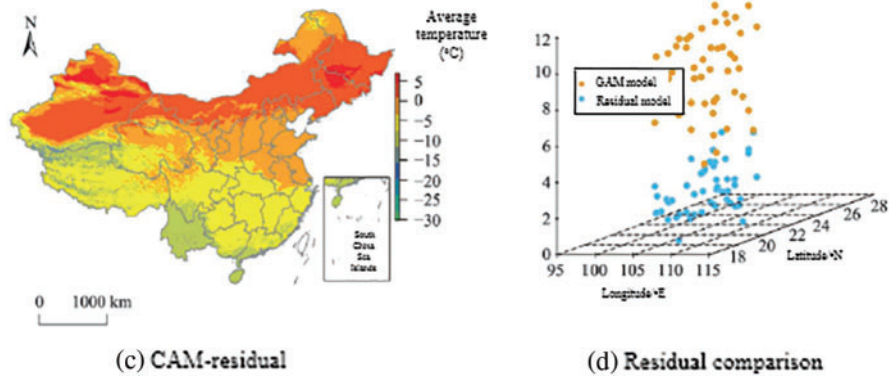 N
Average
temperature
(°C)
5
0
−5
−10
−15
−20
−25
−30
South
China
Sea
Islands
0 1000 km
(c) CAM-residual
12
10
8
6
4
2
0
GAM model
Residual model
95 100 105 110 115
18 20 22 24 26 28
Longitude/°E
Latitude/°N
(d) Residual comparison